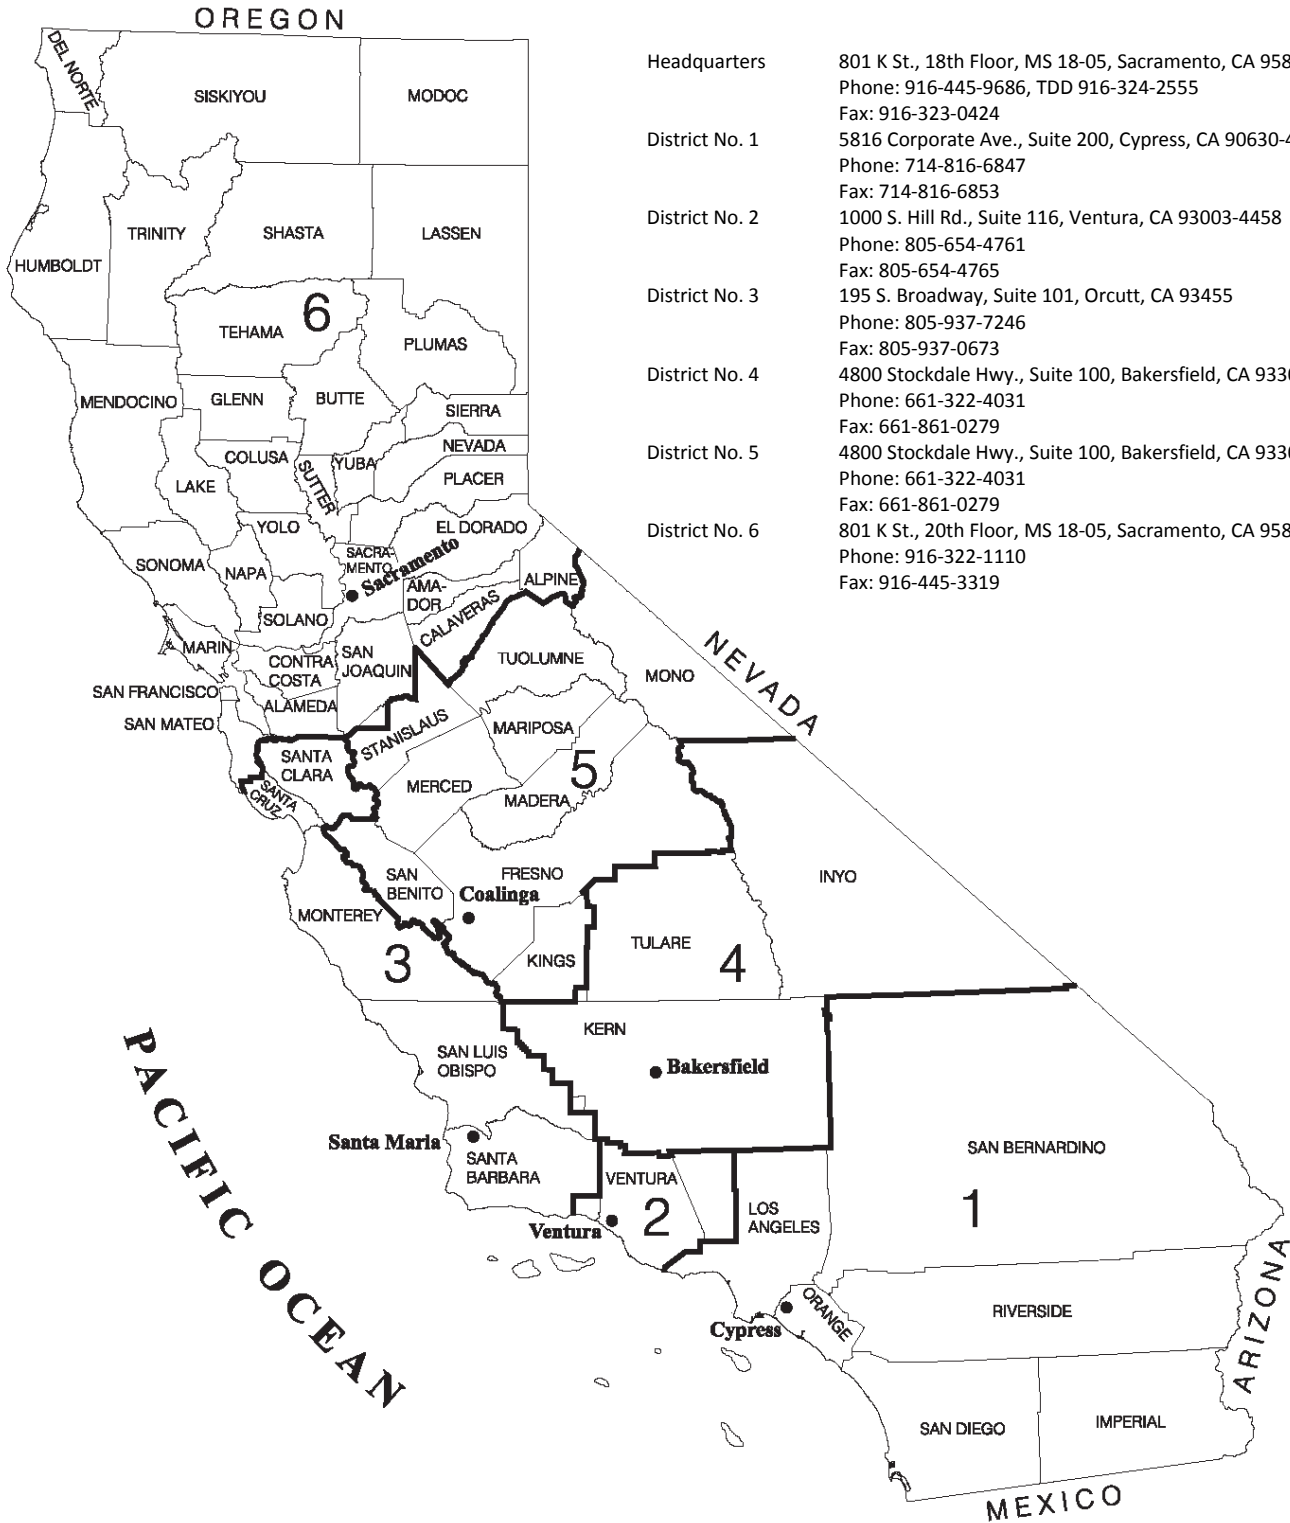 OREGON
Headquarters 801 K St., 18th Floor, MS 18-05, Sacramento, CA 958
Phone: 916-445-9686, TDD 916-324-2555
Fax: 916-323-0424
District No. 1 5816 Corporate Ave., Suite 200, Cypress, CA 90630-4
Phone: 714-816-6847
Fax: 714-816-6853
District No. 2 1000 S. Hill Rd., Suite 116, Ventura, CA 93003-4458
Phone: 805-654-4761
Fax: 805-654-4765
District No. 3 195 S. Broadway, Suite 101, Orcutt, CA 93455
Phone: 805-937-7246
Fax: 805-937-0673
District No. 4 4800 Stockdale Hwy., Suite 100, Bakersfield, CA 9330
Phone: 661-322-4031
Fax: 661-861-0279
District No. 5 4800 Stockdale Hwy., Suite 100, Bakersfield, CA 9330
Phone: 661-322-4031
Fax: 661-861-0279
District No. 6 801 K St., 20th Floor, MS 18-05, Sacramento, CA 958
Phone: 916-322-1110
Fax: 916-445-3319
DEL NORTE
SISKIYOU
MODOC
HUMBOLDT
TRINITY
SHASTA
LASSEN
TEHAMA
6
PLUMAS
MENDOCINO
GLENN
BUTTE
SIERRA
COLUSA
SUTTER
YUBA
NEVADA
PLACER
LAKE
YOLO
EL DORADO
SONOMA
NAPA
SACRA-
MENTO
Sacramento
SOLANO
AMA-
DOR
ALPINE
CALAVERAS
MARIN
CONTRA
COSTA
SAN
JOAQUIN
TUOLUMNE
MONO
NEVADA
SAN FRANCISCO
ALAMEDA
SAN MATEO
STANISLAUS
MARIPOSA
SANTA
CLARA
SANTA
CRUZ
MERCED
5
MADERA
SAN
BENITO
FRESNO
Coalinga
INYO
MONTEREY
3
KINGS
TULARE
4
KERN
SAN LUIS
OBISPO
Bakersfield
PACIFIC OCEAN
Santa Maria
SANTA
BARBARA
VENTURA
2
Ventura
LOS
ANGELES
SAN BERNARDINO
1
Cypress
ORANGE
RIVERSIDE
ARIZONA
SAN DIEGO
IMPERIAL
MEXICO